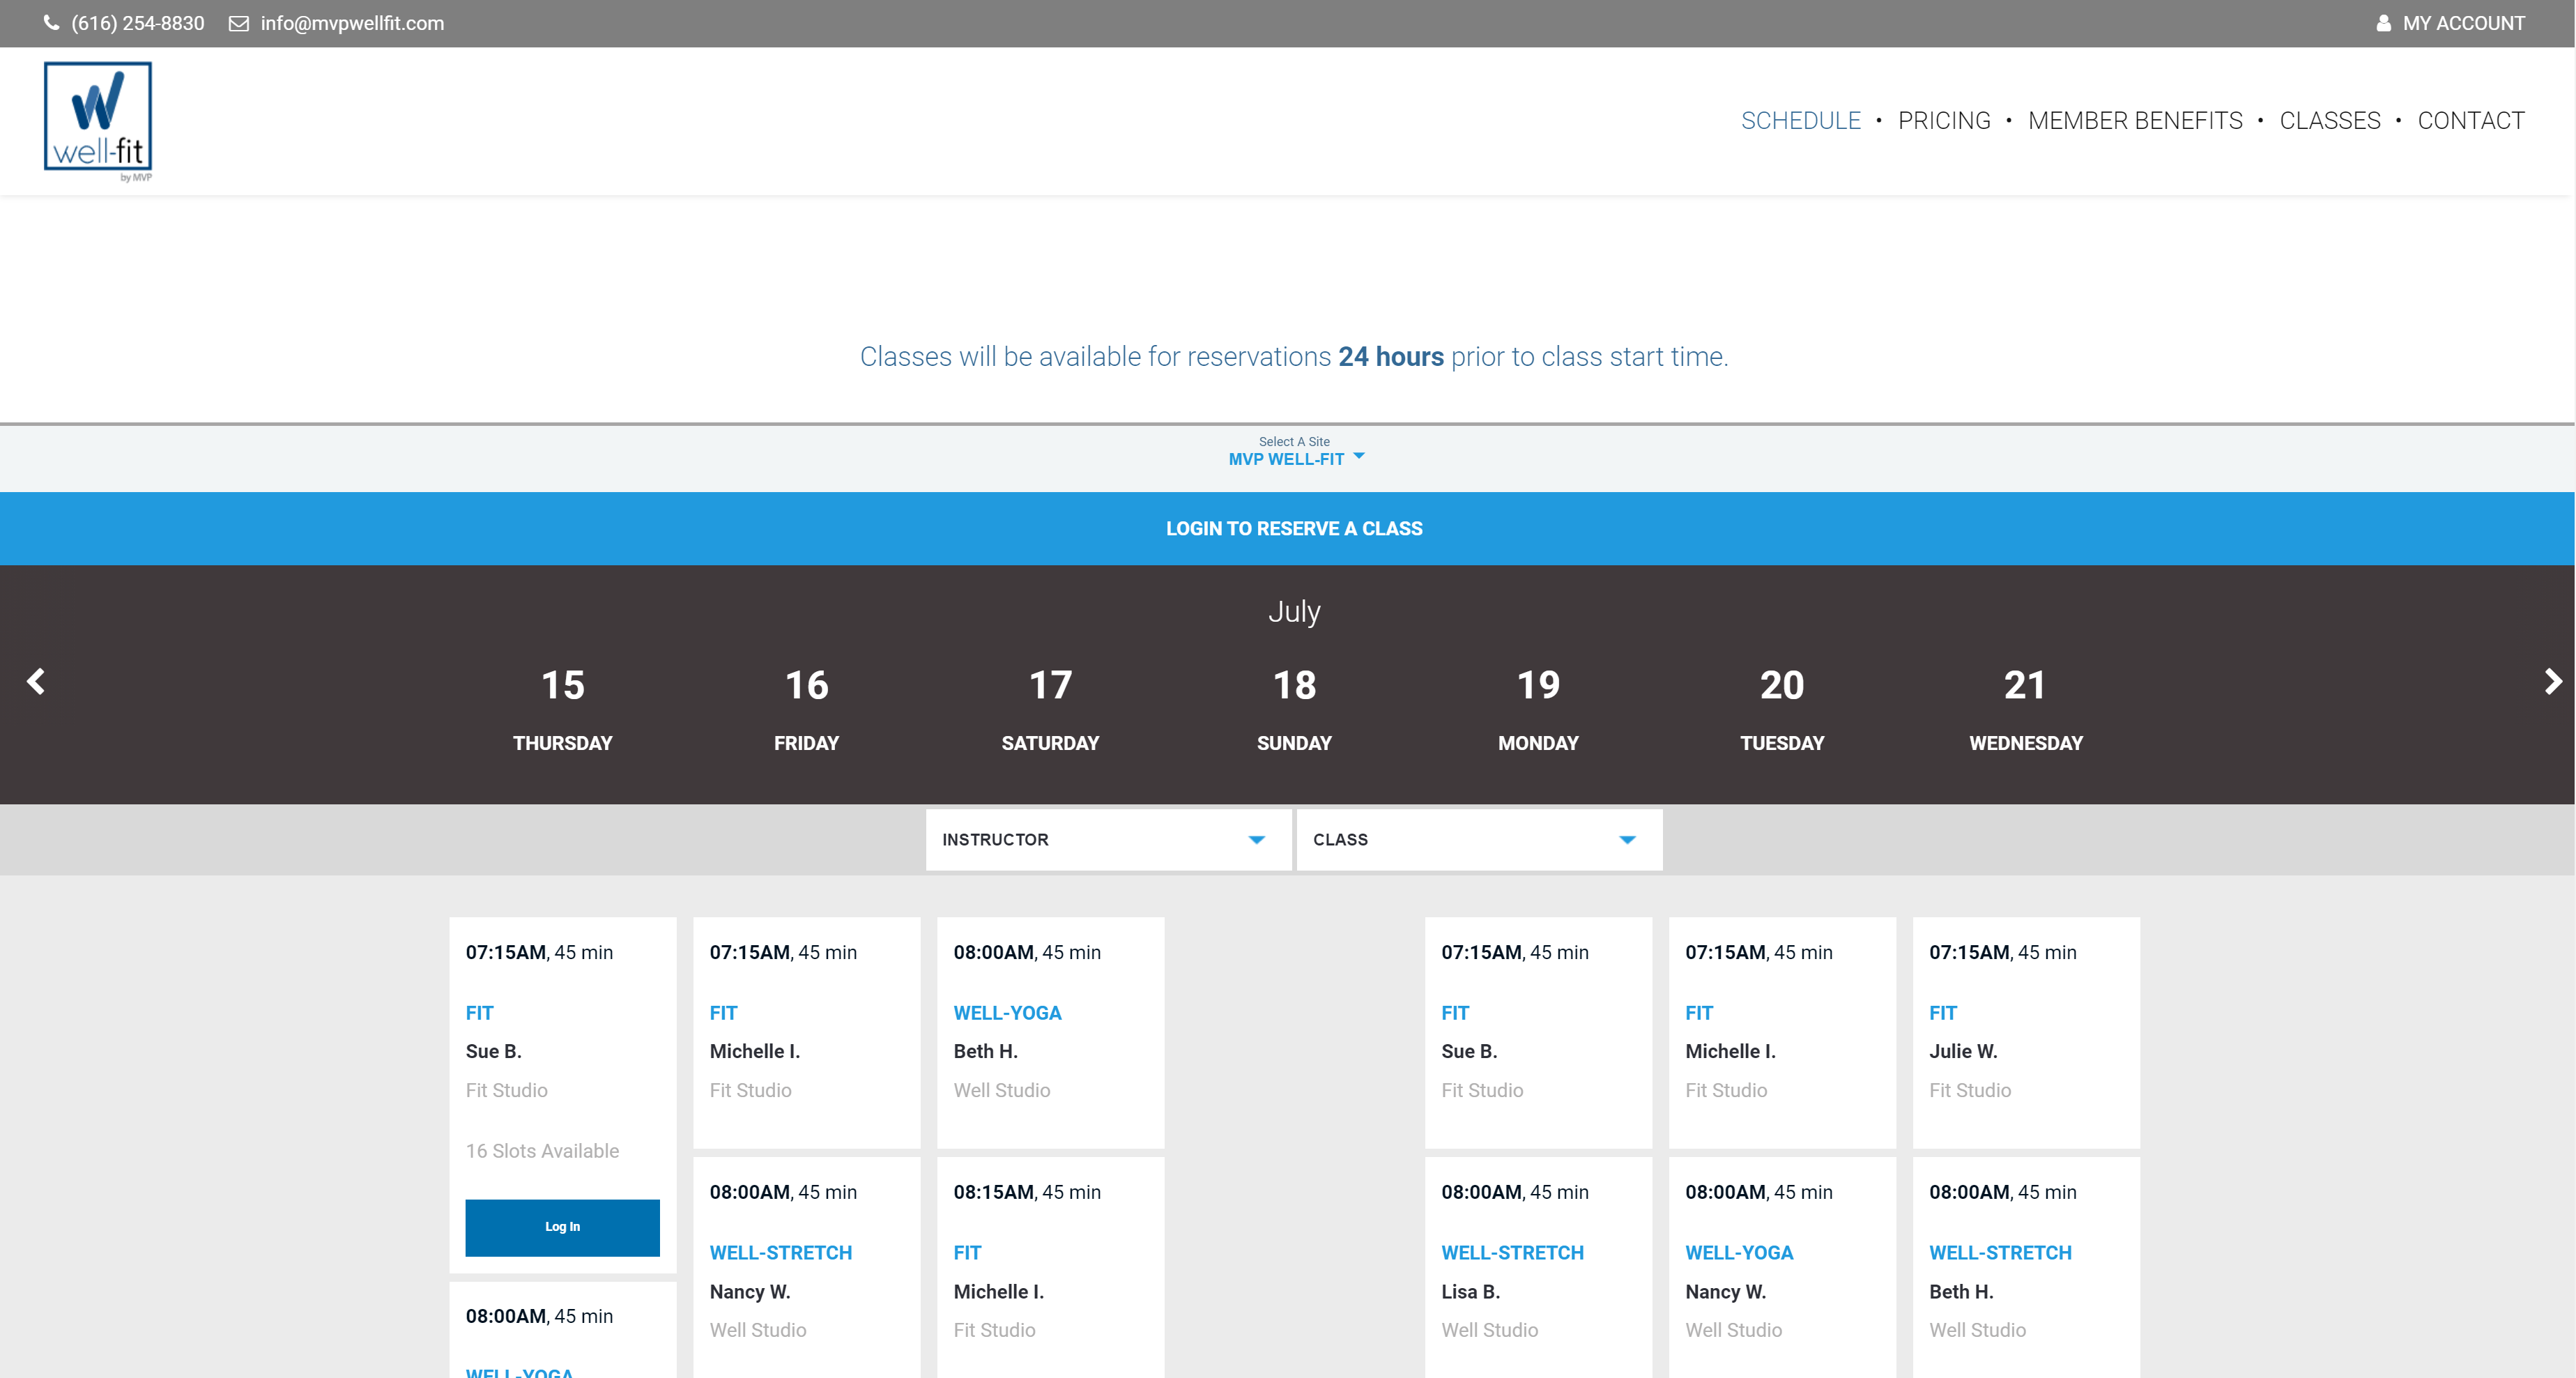 (616) 254-8830 info@mvpwellfit.com MY ACCOUNT
well-fit
by MVP
SCHEDULE • PRICING • MEMBER BENEFITS • CLASSES • CONTACT
Classes will be available for reservations 24 hours prior to class start time.
Select A Site
MVP WELL-FIT
LOGIN TO RESERVE A CLASS
July
15 16 17 18 19 20 21
THURSDAY FRIDAY SATURDAY SUNDAY MONDAY TUESDAY WEDNESDAY
INSTRUCTOR CLASS
07:15AM, 45 min
FIT
Sue B.
Fit Studio
16 Slots Available
Log In
08:00AM, 45 min
WELL-YOGA
07:15AM, 45 min
FIT
Michelle I.
Fit Studio
08:00AM, 45 min
WELL-STRETCH
Nancy W.
Well Studio
08:00AM, 45 min
WELL-YOGA
Beth H.
Well Studio
08:15AM, 45 min
FIT
Michelle I.
Fit Studio
07:15AM, 45 min
FIT
Sue B.
Fit Studio
08:00AM, 45 min
WELL-STRETCH
Lisa B.
Well Studio
07:15AM, 45 min
FIT
Michelle I.
Fit Studio
08:00AM, 45 min
WELL-YOGA
Nancy W.
Well Studio
07:15AM, 45 min
FIT
Julie W.
Fit Studio
08:00AM, 45 min
WELL-STRETCH
Beth H.
Well Studio